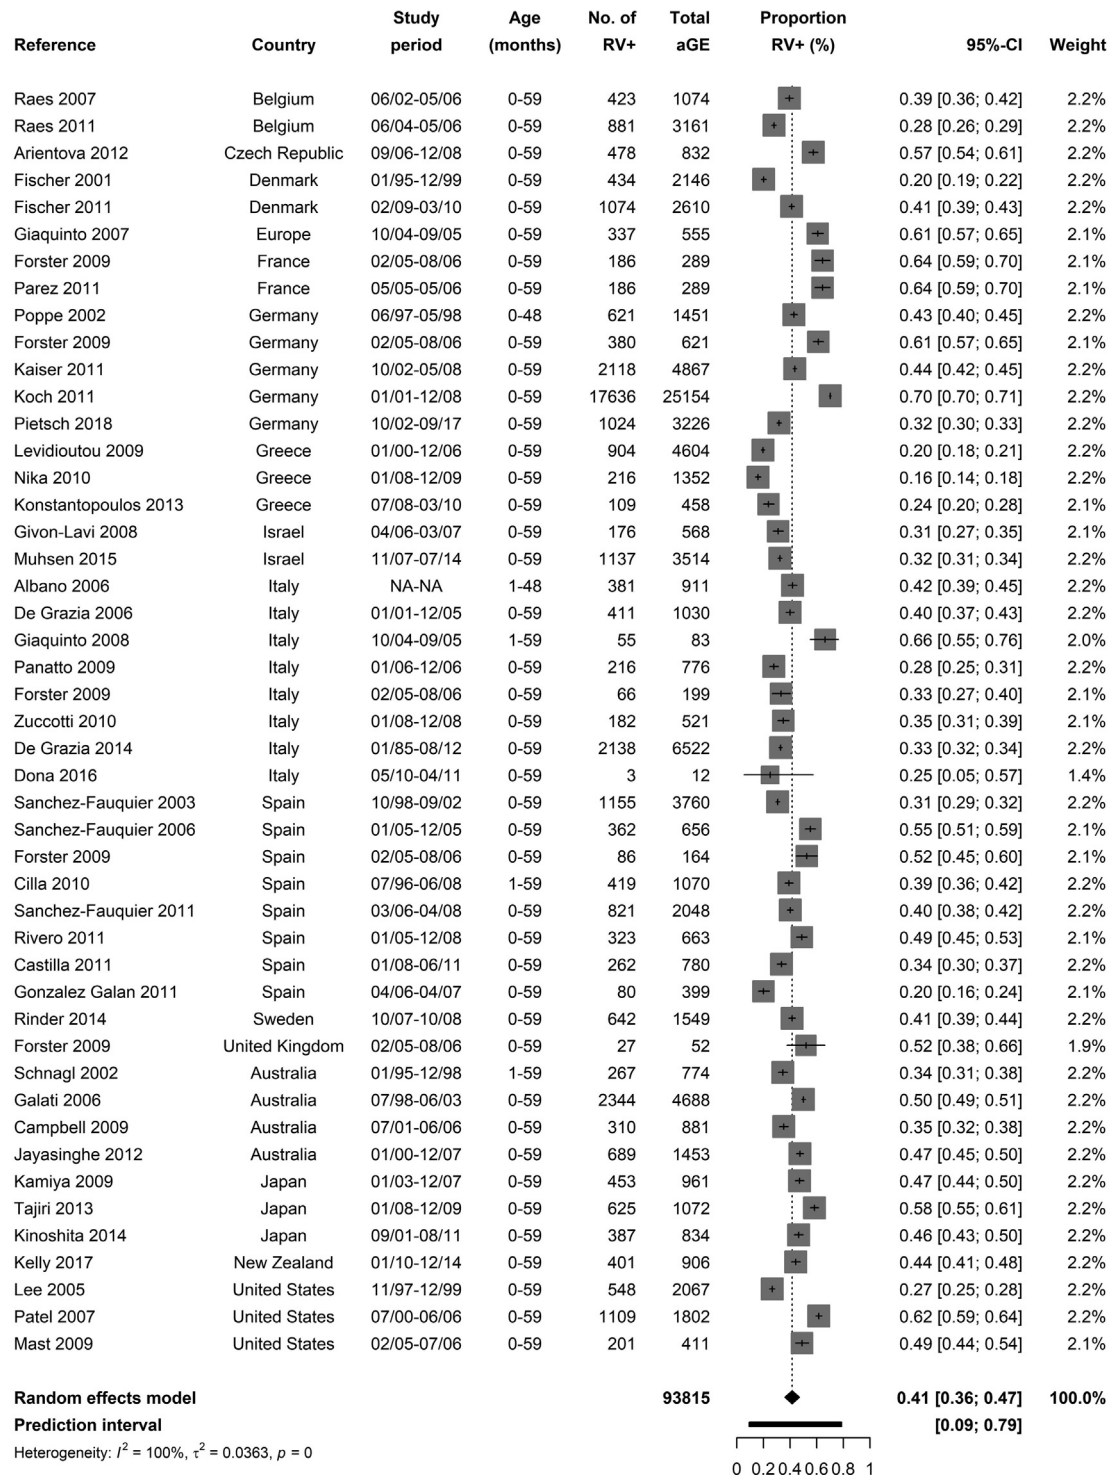 Study Age No. of Total Proportion
Reference Country period (months) RV+ aGE RV+ (%) 95%-CI Weight
Raes 2007 Belgium 06/02-05/06 0-59 423 1074 0.39 [0.36; 0.42] 2.2%
Raes 2011 Belgium 06/04-05/06 0-59 881 3161 0.28 [0.26; 0.29] 2.2%
Arientova 2012 Czech Republic 09/06-12/08 0-59 478 832 0.57 [0.54; 0.61] 2.2%
Fischer 2001 Denmark 01/95-12/99 0-59 434 2146 0.20 [0.19; 0.22] 2.2%
Fischer 2011 Denmark 02/09-03/10 0-59 1074 2610 0.41 [0.39; 0.43] 2.2%
Giaquinto 2007 Europe 10/04-09/05 0-59 337 555 0.61 [0.57; 0.65] 2.1%
Forster 2009 France 02/05-08/06 0-59 186 289 0.64 [0.59; 0.70] 2.1%
Parez 2011 France 05/05-05/06 0-59 186 289 0.64 [0.59; 0.70] 2.1%
Poppe 2002 Germany 06/97-05/98 0-48 621 1451 0.43 [0.40; 0.45] 2.2%
Forster 2009 Germany 02/05-08/06 0-59 380 621 0.61 [0.57; 0.65] 2.1%
Kaiser 2011 Germany 10/02-05/08 0-59 2118 4867 0.44 [0.42; 0.45] 2.2%
Koch 2011 Germany 01/01-12/08 0-59 17636 25154 0.70 [0.70; 0.71] 2.2%
Pietsch 2018 Germany 10/02-09/17 0-59 1024 3226 0.32 [0.30; 0.33] 2.2%
Levidioutou 2009 Greece 01/00-12/06 0-59 904 4604 0.20 [0.18; 0.21] 2.2%
Nika 2010 Greece 01/08-12/09 0-59 216 1352 0.16 [0.14; 0.18] 2.2%
Konstantopoulos 2013 Greece 07/08-03/10 0-59 109 458 0.24 [0.20; 0.28] 2.1%
Givon-Lavi 2008 Israel 04/06-03/07 0-59 176 568 0.31 [0.27; 0.35] 2.1%
Muhsen 2015 Israel 11/07-07/14 0-59 1137 3514 0.32 [0.31; 0.34] 2.2%
Albano 2006 Italy NA-NA 1-48 381 911 0.42 [0.39; 0.45] 2.2%
De Grazia 2006 Italy 01/01-12/05 0-59 411 1030 0.40 [0.37; 0.43] 2.2%
Giaquinto 2008 Italy 10/04-09/05 1-59 55 83 0.66 [0.55; 0.76] 2.0%
Panatto 2009 Italy 01/06-12/06 0-59 216 776 0.28 [0.25; 0.31] 2.2%
Forster 2009 Italy 02/05-08/06 0-59 66 199 0.33 [0.27; 0.40] 2.1%
Zuccotti 2010 Italy 01/08-12/08 0-59 182 521 0.35 [0.31; 0.39] 2.1%
De Grazia 2014 Italy 01/85-08/12 0-59 2138 6522 0.33 [0.32; 0.34] 2.2%
Dona 2016 Italy 05/10-04/11 0-59 3 12 0.25 [0.05; 0.57] 1.4%
Sanchez-Fauquier 2003 Spain 10/98-09/02 0-59 1155 3760 0.31 [0.29; 0.32] 2.2%
Sanchez-Fauquier 2006 Spain 01/05-12/05 0-59 362 656 0.55 [0.51; 0.59] 2.1%
Forster 2009 Spain 02/05-08/06 0-59 86 164 0.52 [0.45; 0.60] 2.1%
Cilla 2010 Spain 07/96-06/08 1-59 419 1070 0.39 [0.36; 0.42] 2.2%
Sanchez-Fauquier 2011 Spain 03/06-04/08 0-59 821 2048 0.40 [0.38; 0.42] 2.2%
Rivero 2011 Spain 01/05-12/08 0-59 323 663 0.49 [0.45; 0.53] 2.1%
Castilla 2011 Spain 01/08-06/11 0-59 262 780 0.34 [0.30; 0.37] 2.2%
Gonzalez Galan 2011 Spain 04/06-04/07 0-59 80 399 0.20 [0.16; 0.24] 2.1%
Rinder 2014 Sweden 10/07-10/08 0-59 642 1549 0.41 [0.39; 0.44] 2.2%
Forster 2009 United Kingdom 02/05-08/06 0-59 27 52 0.52 [0.38; 0.66] 1.9%
Schnagl 2002 Australia 01/95-12/98 1-59 267 774 0.34 [0.31; 0.38] 2.2%
Galati 2006 Australia 07/98-06/03 0-59 2344 4688 0.50 [0.49; 0.51] 2.2%
Campbell 2009 Australia 07/01-06/06 0-59 310 881 0.35 [0.32; 0.38] 2.2%
Jayasinghe 2012 Australia 01/00-12/07 0-59 689 1453 0.47 [0.45; 0.50] 2.2%
Kamiya 2009 Japan 01/03-12/07 0-59 453 961 0.47 [0.44; 0.50] 2.2%
Tajiri 2013 Japan 01/08-12/09 0-59 625 1072 0.58 [0.55; 0.61] 2.2%
Kinoshita 2014 Japan 09/01-08/11 0-59 387 834 0.46 [0.43; 0.50] 2.2%
Kelly 2017 New Zealand 01/10-12/14 0-59 401 906 0.44 [0.41; 0.48] 2.2%
Lee 2005 United States 11/97-12/99 0-59 548 2067 0.27 [0.25; 0.28] 2.2%
Patel 2007 United States 07/00-06/06 0-59 1109 1802 0.62 [0.59; 0.64] 2.2%
Mast 2009 United States 02/05-07/06 0-59 201 411 0.49 [0.44; 0.54] 2.1%
Random effects model 93815 0.41 [0.36; 0.47] 100.0%
Prediction interval [0.09; 0.79]
Heterogeneity: I² = 100%, τ² = 0.0363, p = 0
0 0.2 0.4 0.6 0.8 1